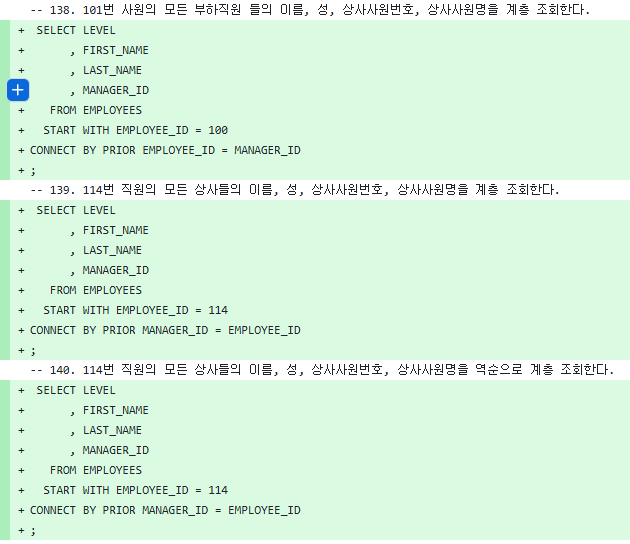 -- 138. 101번 사원의 모든 부하직원 들의 이름, 성, 상사사원번호, 상사사원명을 계층 조회한다.
+ SELECT LEVEL
+ , FIRST_NAME
+ , LAST_NAME
+ , MANAGER_ID
+ FROM EMPLOYEES
+ START WITH EMPLOYEE_ID = 100
+ CONNECT BY PRIOR EMPLOYEE_ID = MANAGER_ID
+ ;
-- 139. 114번 직원의 모든 상사들의 이름, 성, 상사사원번호, 상사사원명을 계층 조회한다.
+ SELECT LEVEL
+ , FIRST_NAME
+ , LAST_NAME
+ , MANAGER_ID
+ FROM EMPLOYEES
+ START WITH EMPLOYEE_ID = 114
+ CONNECT BY PRIOR MANAGER_ID = EMPLOYEE_ID
+ ;
-- 140. 114번 직원의 모든 상사들의 이름, 성, 상사사원번호, 상사사원명을 역순으로 계층 조회한다.
+ SELECT LEVEL
+ , FIRST_NAME
+ , LAST_NAME
+ , MANAGER_ID
+ FROM EMPLOYEES
+ START WITH EMPLOYEE_ID = 114
+ CONNECT BY PRIOR MANAGER_ID = EMPLOYEE_ID
+ ;